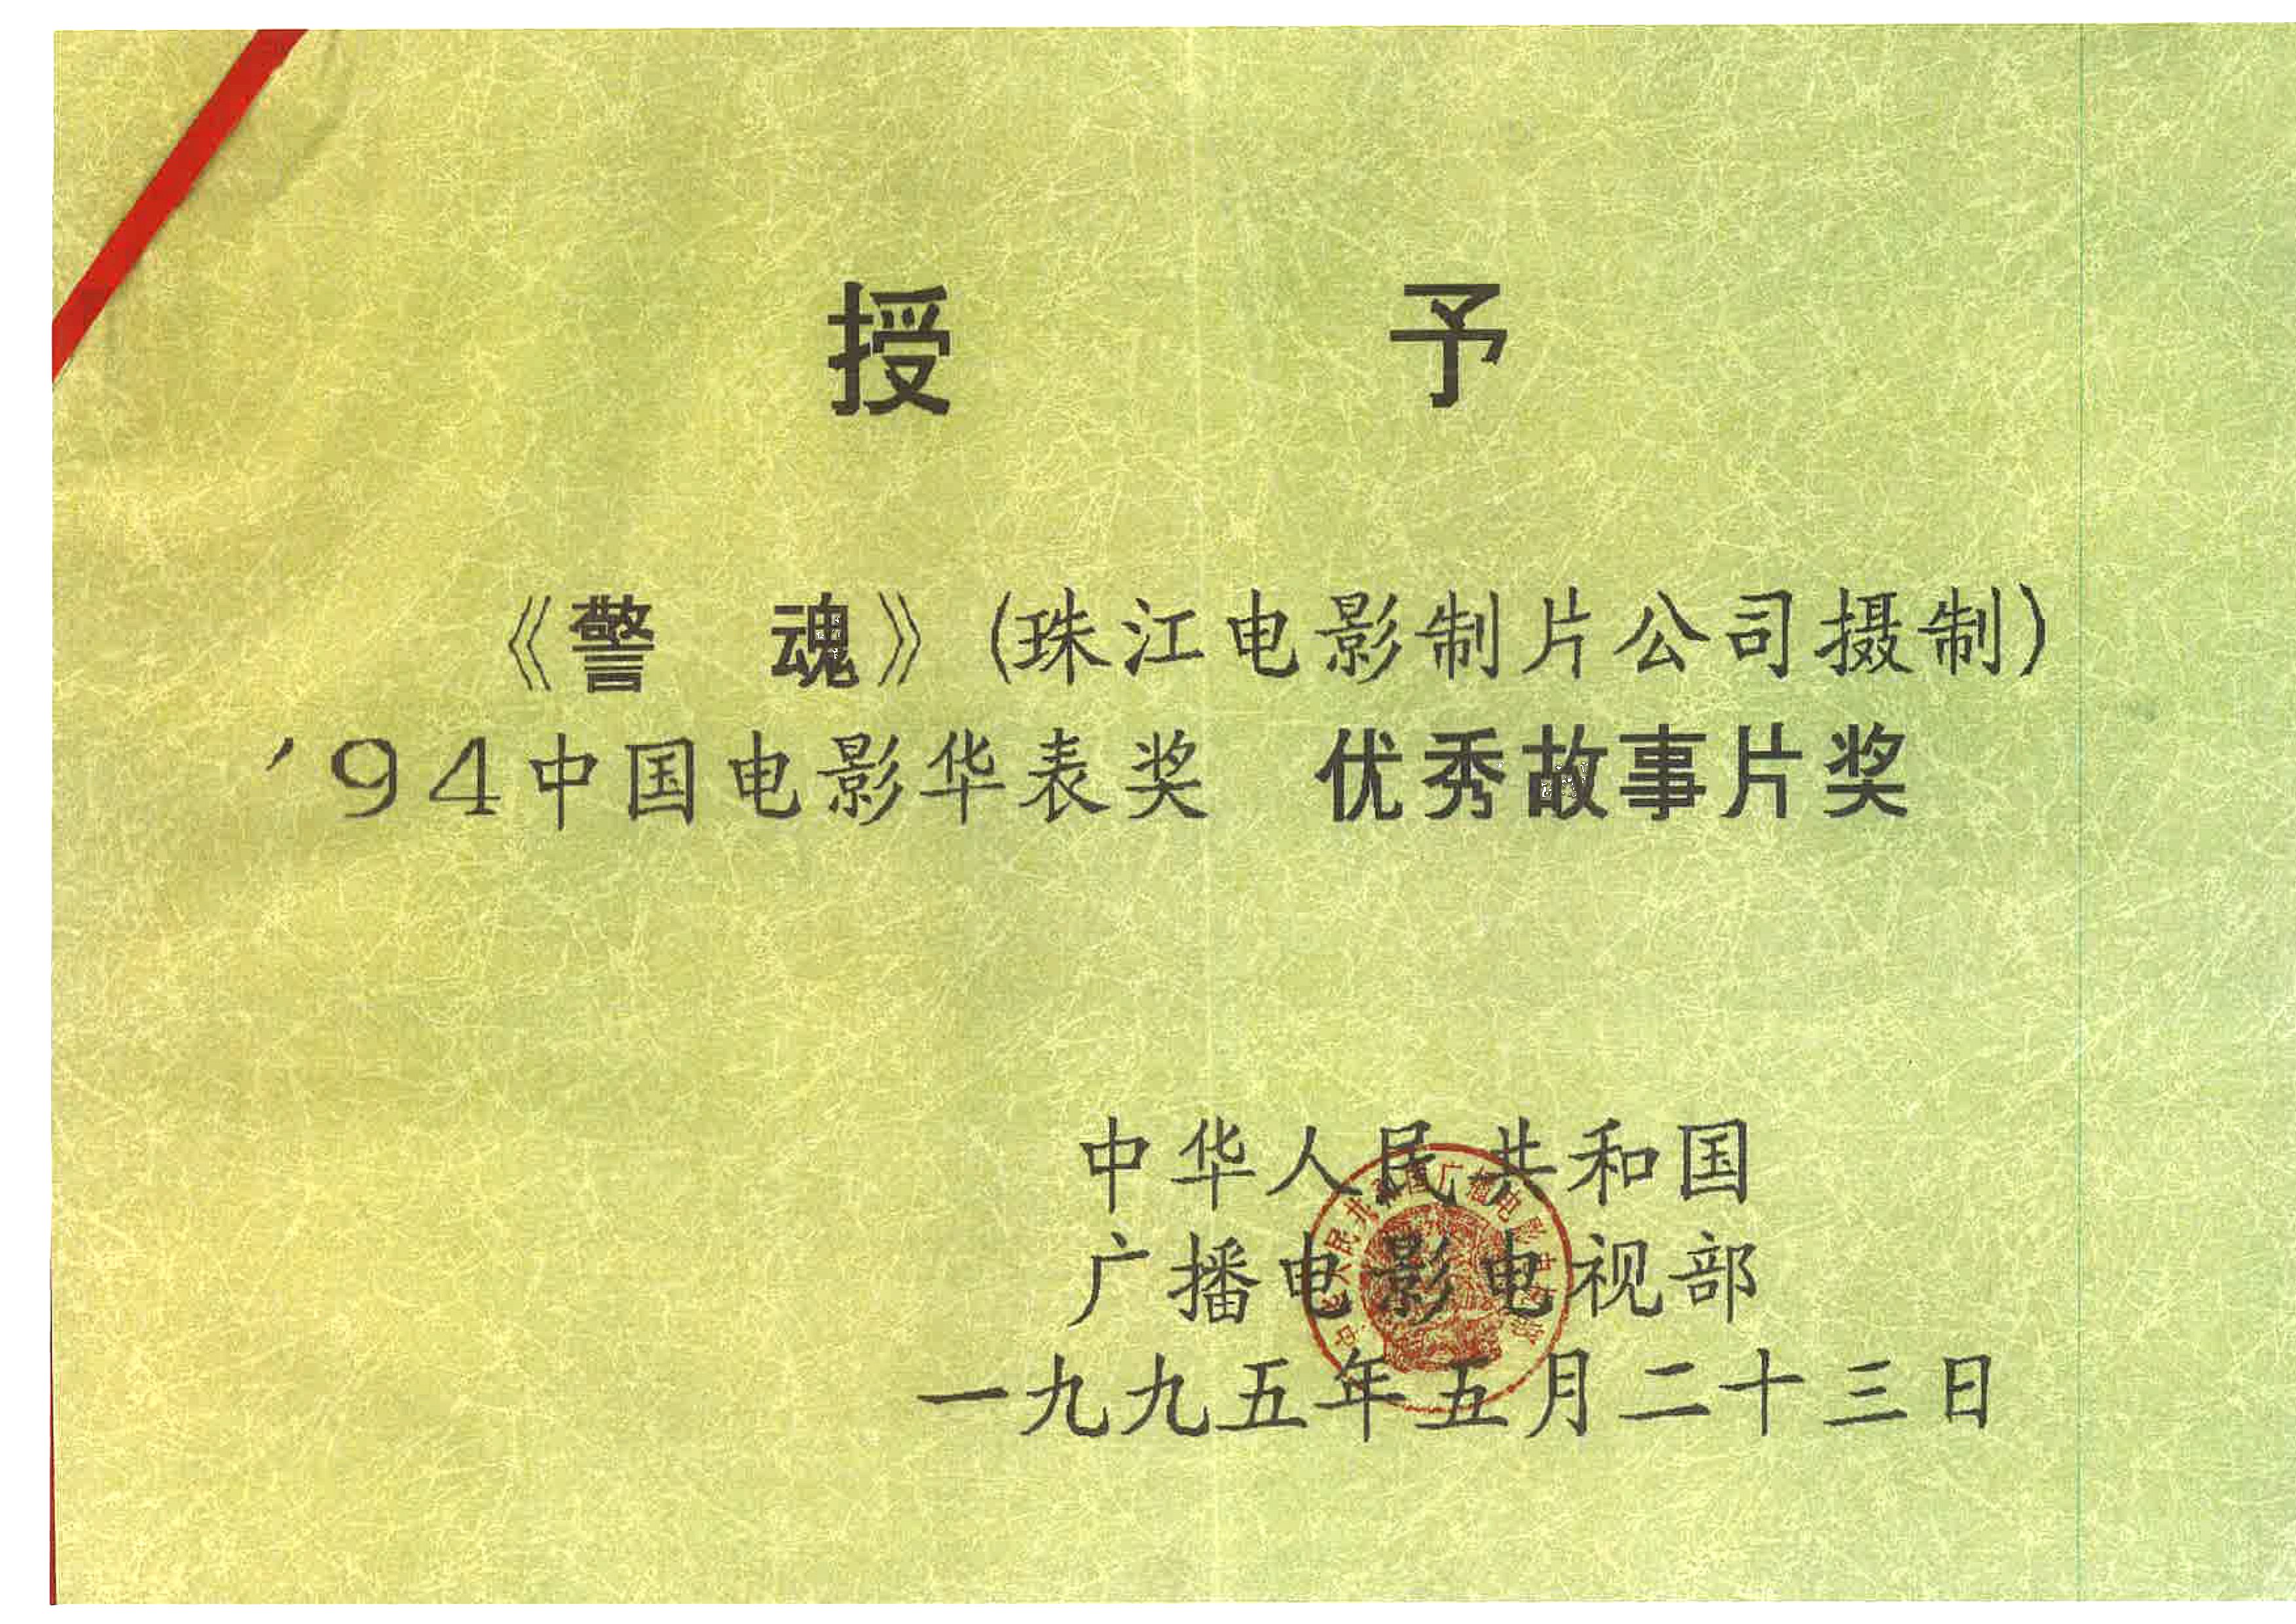 授 予
《警 魂》(珠江电影制片公司摄制)
'94中国电影华表奖 优秀故事片奖
中华人民共和国
广播电影电视部
一九九五年五月二十三日